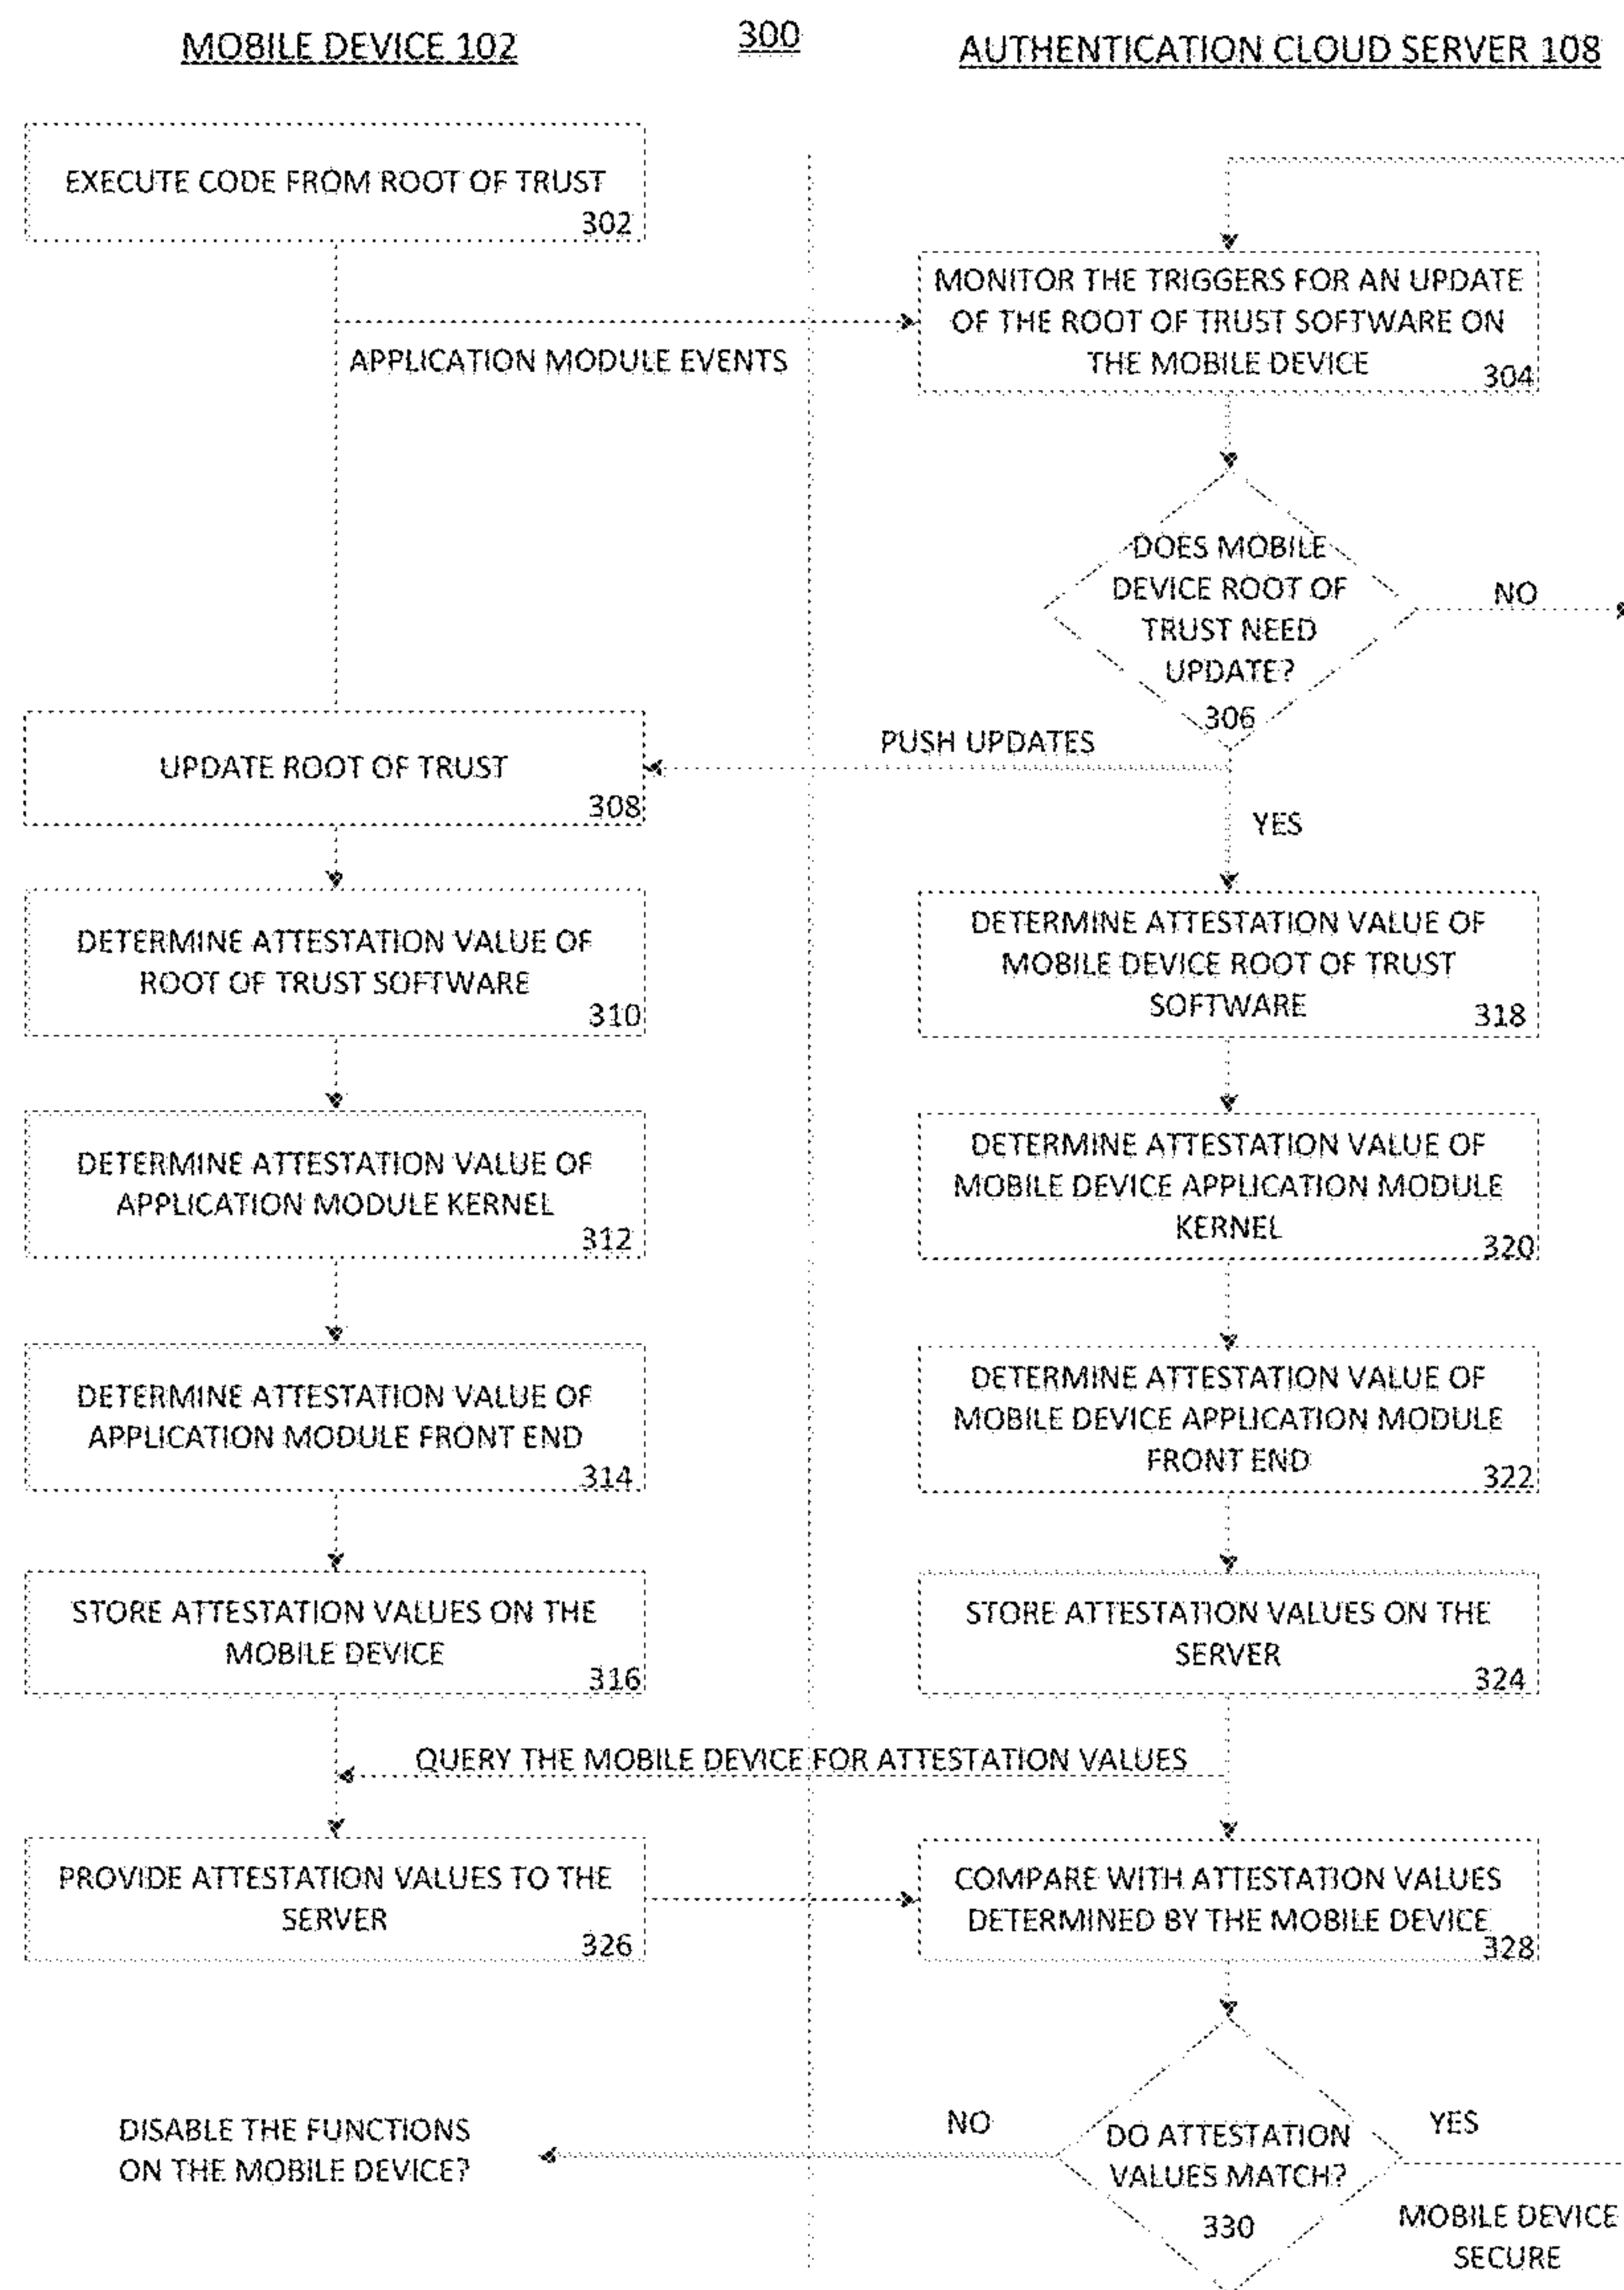 MOBILE DEVICE 102
300
AUTHENTICATION CLOUD SERVER 108
EXECUTE CODE FROM ROOT OF TRUST
302
MONITOR THE TRIGGERS FOR AN UPDATE
OF THE ROOT OF TRUST SOFTWARE ON
THE MOBILE DEVICE
304
APPLICATION MODULE EVENTS
DOES MOBILE
DEVICE ROOT OF
TRUST NEED
UPDATE?
306
NO
PUSH UPDATES
UPDATE ROOT OF TRUST
308
YES
DETERMINE ATTESTATION VALUE OF
ROOT OF TRUST SOFTWARE
310
DETERMINE ATTESTATION VALUE OF
MOBILE DEVICE ROOT OF TRUST
SOFTWARE
318
DETERMINE ATTESTATION VALUE OF
APPLICATION MODULE KERNEL
312
DETERMINE ATTESTATION VALUE OF
MOBILE DEVICE APPLICATION MODULE
KERNEL
320
DETERMINE ATTESTATION VALUE OF
APPLICATION MODULE FRONT END
314
DETERMINE ATTESTATION VALUE OF
MOBILE DEVICE APPLICATION MODULE
FRONT END
322
STORE ATTESTATION VALUES ON THE
MOBILE DEVICE
316
STORE ATTESTATION VALUES ON THE
SERVER
324
QUERY THE MOBILE DEVICE FOR ATTESTATION VALUES
PROVIDE ATTESTATION VALUES TO THE
SERVER
326
COMPARE WITH ATTESTATION VALUES
DETERMINED BY THE MOBILE DEVICE
328
DISABLE THE FUNCTIONS
ON THE MOBILE DEVICE?
NO
DO ATTESTATION
VALUES MATCH?
330
YES
MOBILE DEVICE
SECURE